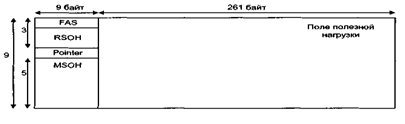 9 байт
261 байт
FAS
Поле полезной
нагрузки
3
RSOH
9
Pointer
MSOH
5